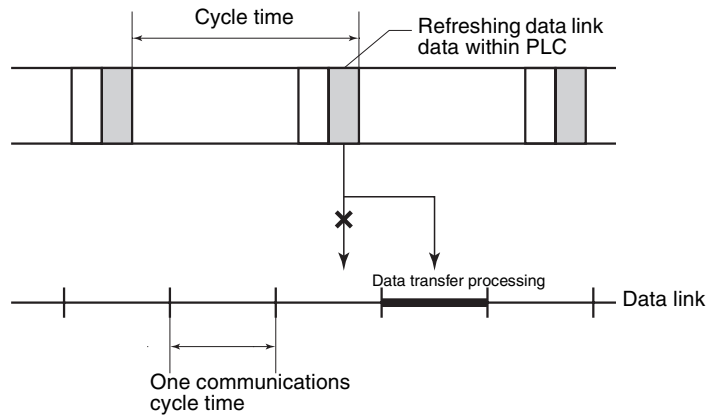 Cycle time
Refreshing data link
data within PLC
Data transfer processing
Data link
One communications
cycle time